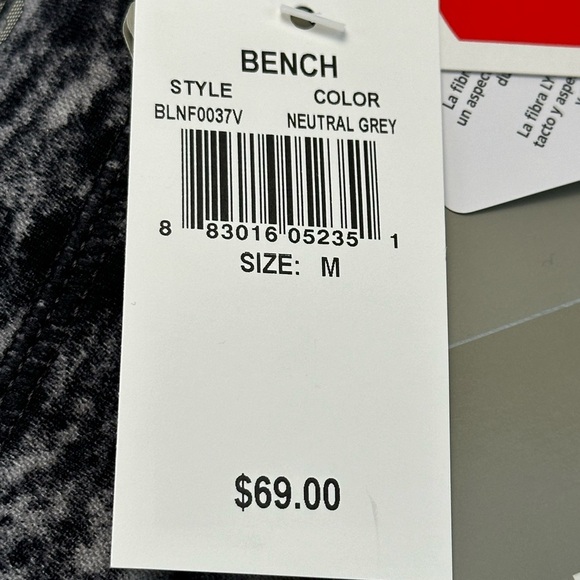 BENCH
STYLE COLOR
BLNF0037V NEUTRAL GREY
8 83016 05235 1
SIZE: M
$69.00
La fibra
un aspec
La fibra LY
tacto y aspe